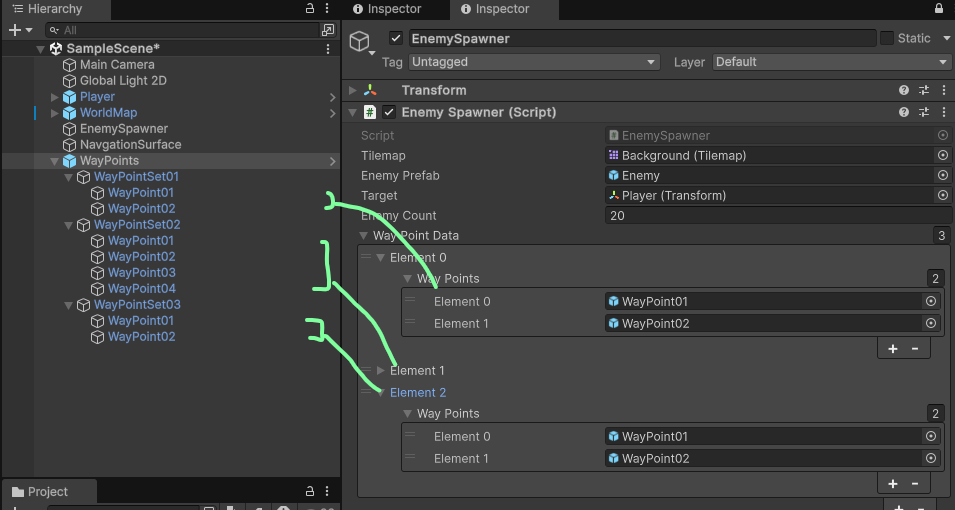 Hierarchy
All
SampleScene*
Main Camera
Global Light 2D
Player
WorldMap
EnemySpawner
NavgationSurface
WayPoints
WayPointSet01
WayPoint01
WayPoint02
WayPointSet02
WayPoint01
WayPoint02
WayPoint03
WayPoint04
WayPointSet03
WayPoint01
WayPoint02
Project
Inspector Inspector
EnemySpawner Static
Tag Untagged Layer Default
Transform
# Enemy Spawner (Script)
Script EnemySpawner
Tilemap Background (Tilemap)
Enemy Prefab Enemy
Target Player (Transform)
Enemy Count 20
Way Point Data 3
Element 0
Way Points 2
Element 0 WayPoint01
Element 1 WayPoint02
+ -
Element 1
Element 2
Way Points 2
Element 0 WayPoint01
Element 1 WayPoint02
+ -